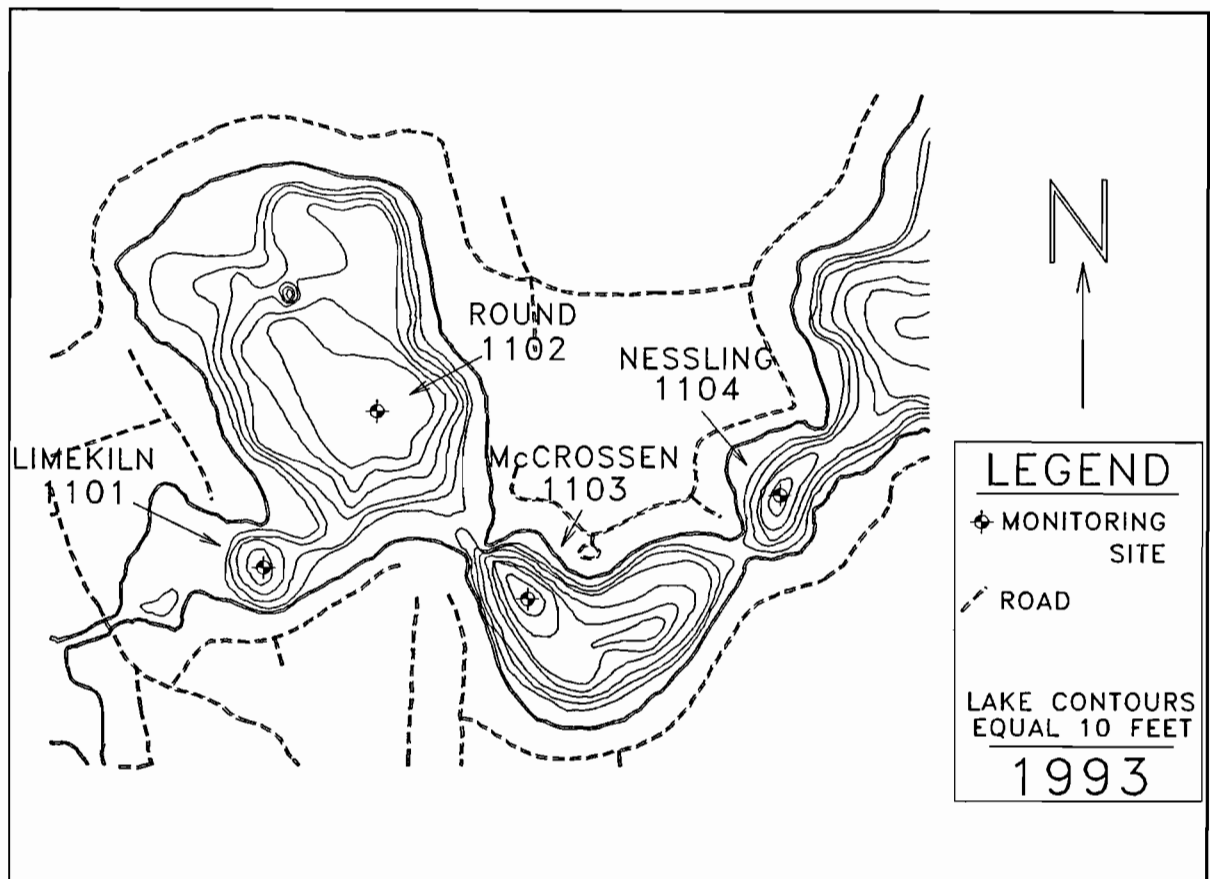 N
ROUND
1102
NESSLING
1104
LIMEKILN
1101
McCROSSEN
1103
LEGEND
MONITORING
SITE
ROAD
LAKE CONTOURS
EQUAL 10 FEET
1993